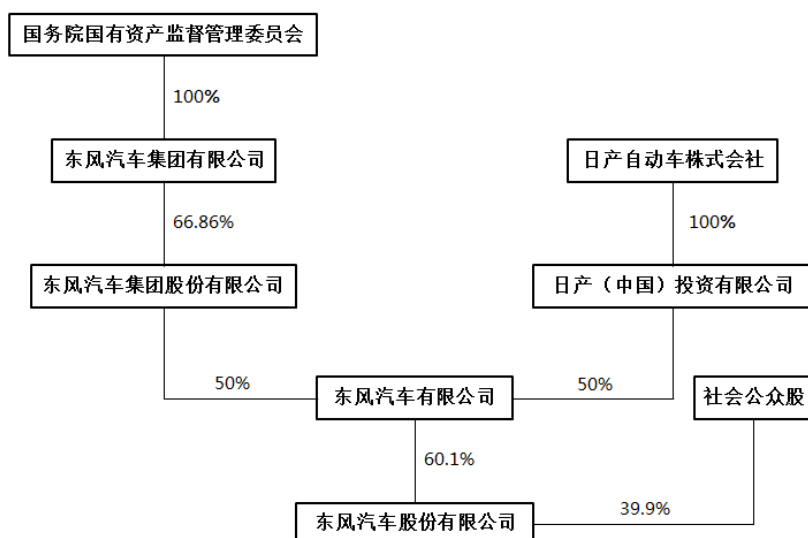 国务院国有资产监督管理委员会
100%
东风汽车集团有限公司
日产自动车株式会社
66.86%
100%
东风汽车集团股份有限公司
日产（中国）投资有限公司
50%
东风汽车有限公司
50%
社会公众股
60.1%
东风汽车股份有限公司
39.9%